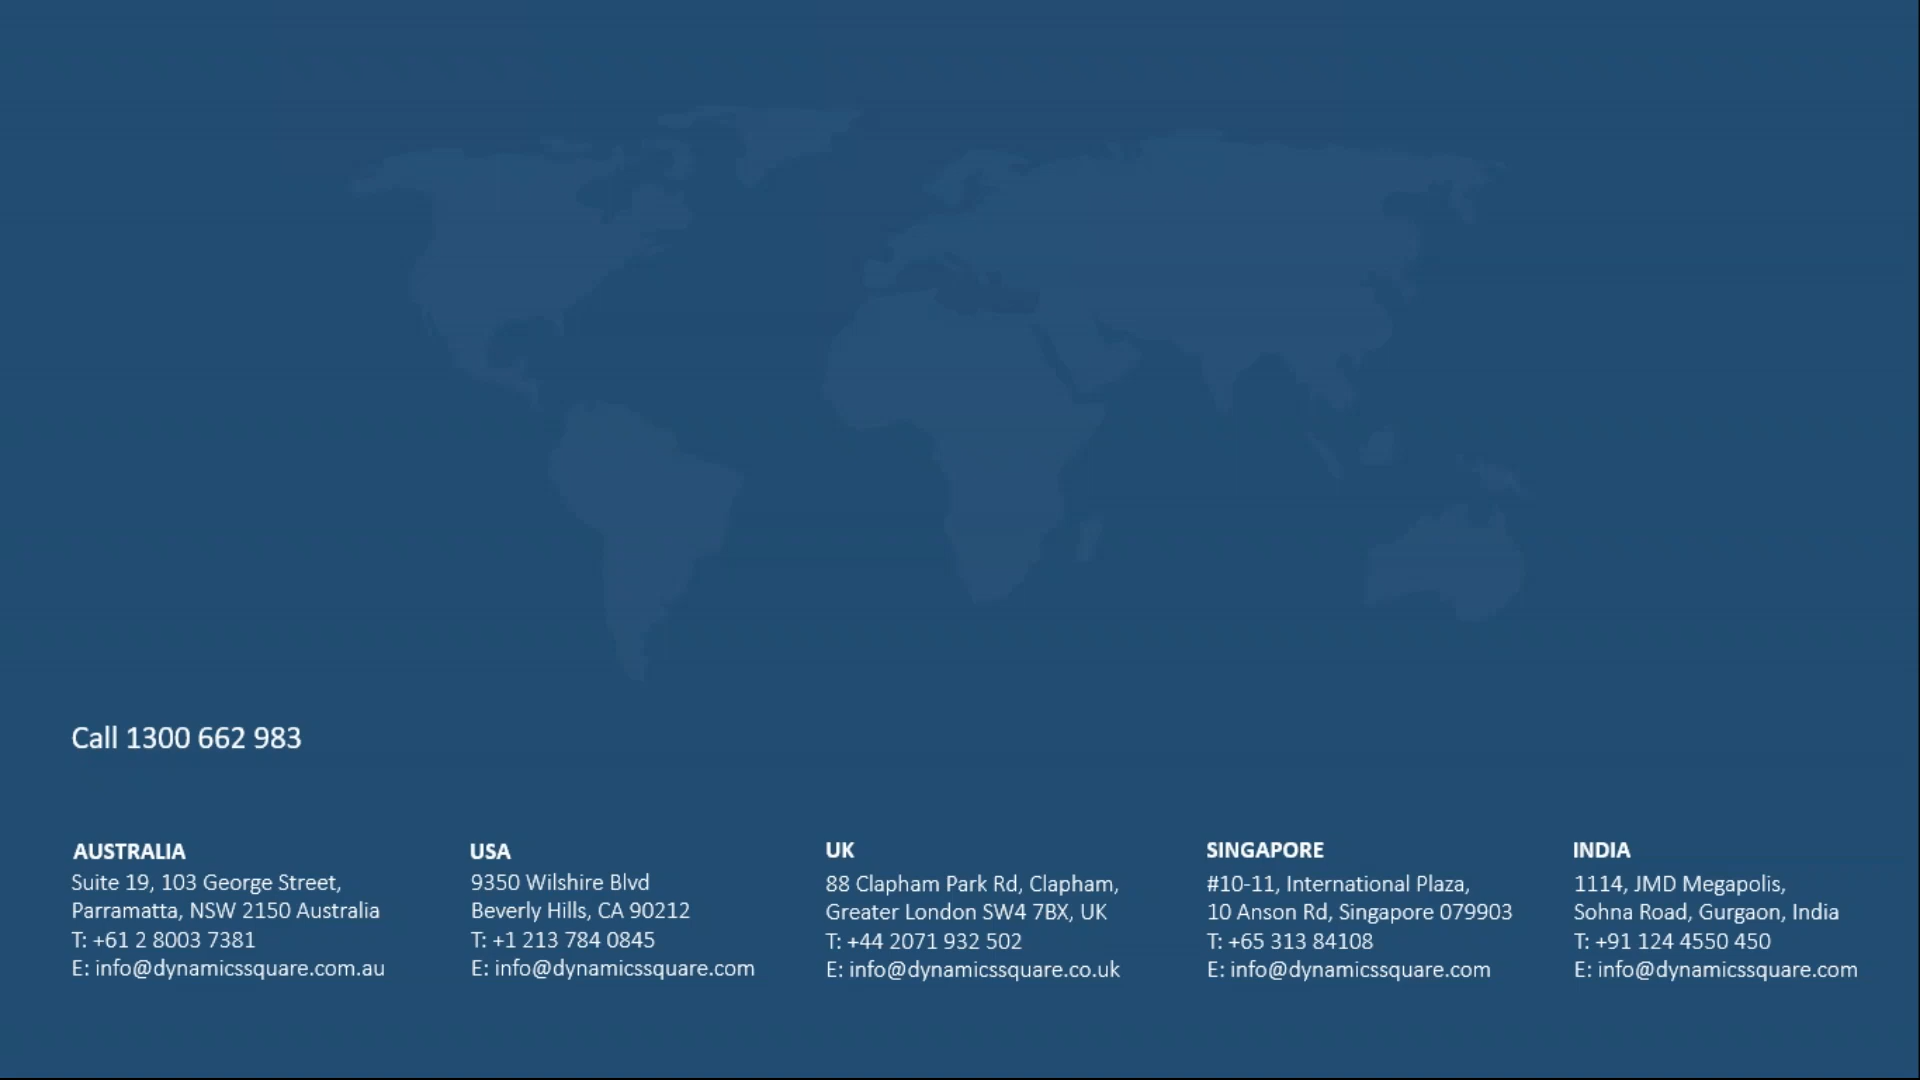 Call 1300 662 983
AUSTRALIA
Suite 19, 103 George Street,
Parramatta, NSW 2150 Australia
T: +61 2 8003 7381
E: info@dynamicssquare.com.au
USA
9350 Wilshire Blvd
Beverly Hills, CA 90212
T: +1 213 784 0845
E: info@dynamicssquare.com
UK
88 Clapham Park Rd, Clapham,
Greater London SW4 7BX, UK
T: +44 2071 932 502
E: info@dynamicssquare.co.uk
SINGAPORE
#10-11, International Plaza,
10 Anson Rd, Singapore 079903
T: +65 313 84108
E: info@dynamicssquare.com
INDIA
1114, JMD Megapolis,
Sohna Road, Gurgaon, India
T: +91 124 4550 450
E: info@dynamicssquare.com